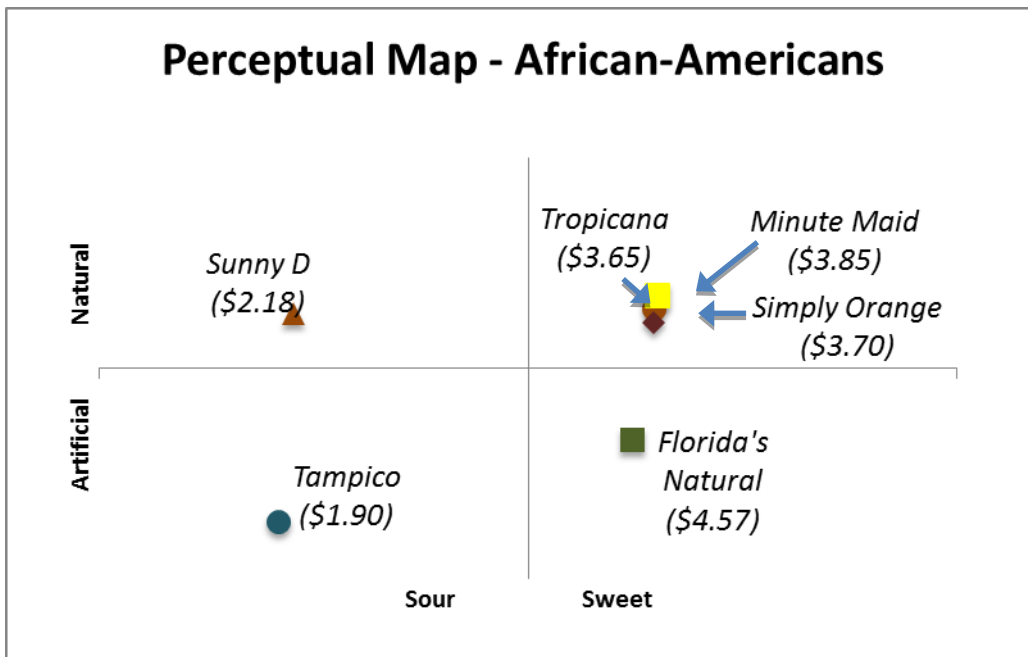 Perceptual Map - African-Americans
Natural
Artificial
Sunny D
($2.18)
Tropicana
($3.65)
Minute Maid
($3.85)
Simply Orange
($3.70)
Tampico
($1.90)
Florida's
Natural
($4.57)
Sour
Sweet